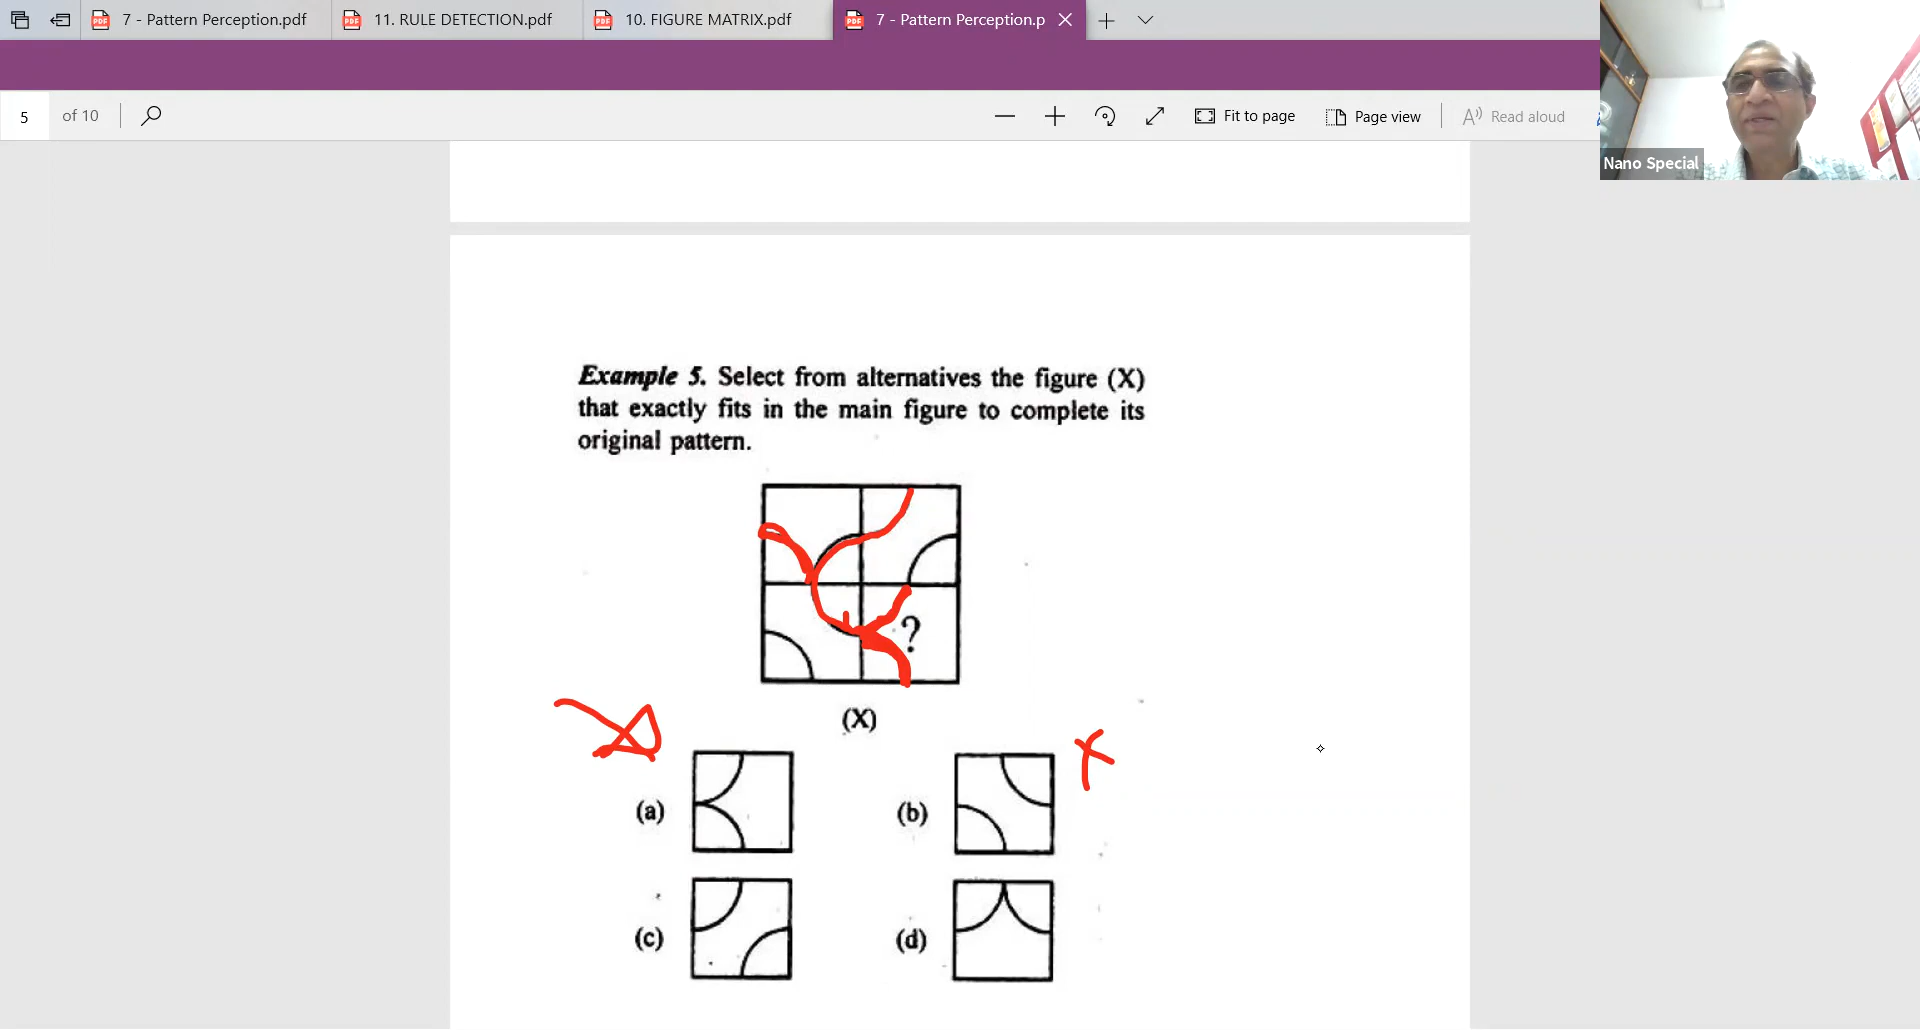 7 - Pattern Perception.pdf
11. RULE DETECTION.pdf
10. FIGURE MATRIX.pdf
7 - Pattern Perception.p
5 of 10
Fit to page
Page view
Read aloud
Nano Special
Example 5. Select from alternatives the figure (X)
that exactly fits in the main figure to complete its
original pattern.
?
(X)
(a)
(b)
(c)
(d)